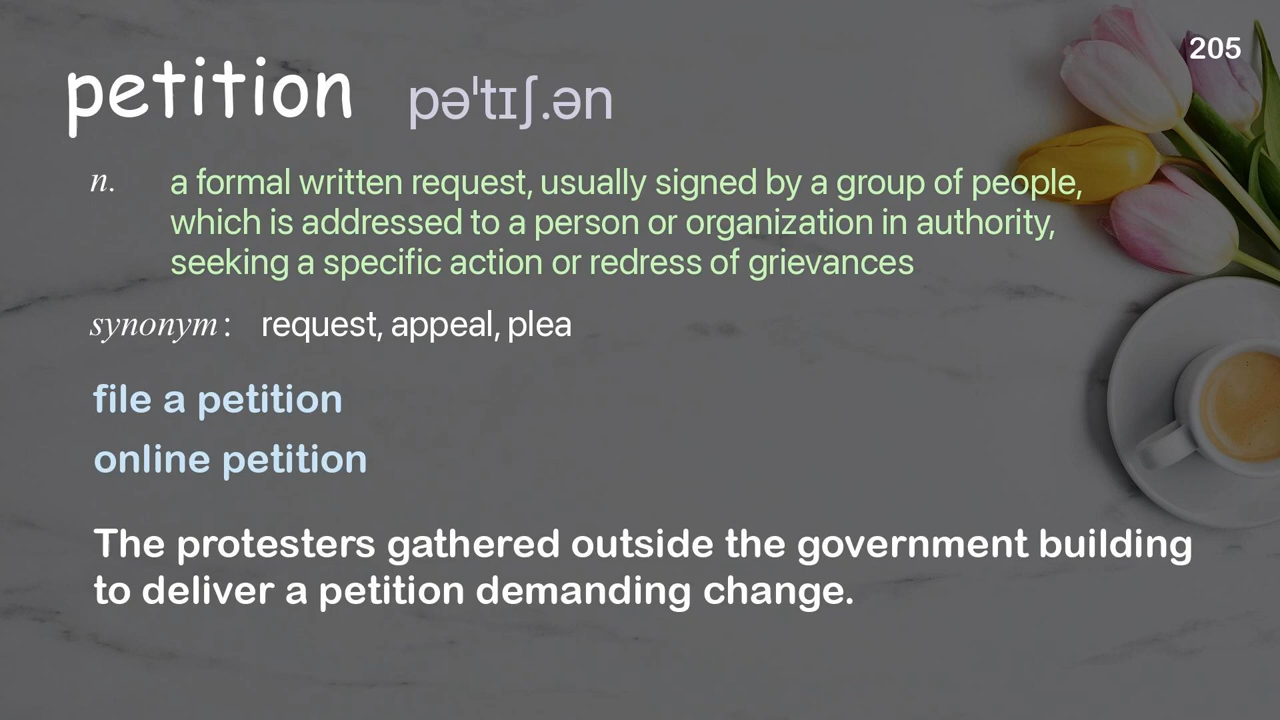 205
petition pəˈtɪʃ.ən
n. a formal written request, usually signed by a group of people,
which is addressed to a person or organization in authority,
seeking a specific action or redress of grievances
synonym: request, appeal, plea
file a petition
online petition
The protesters gathered outside the government building
to deliver a petition demanding change.